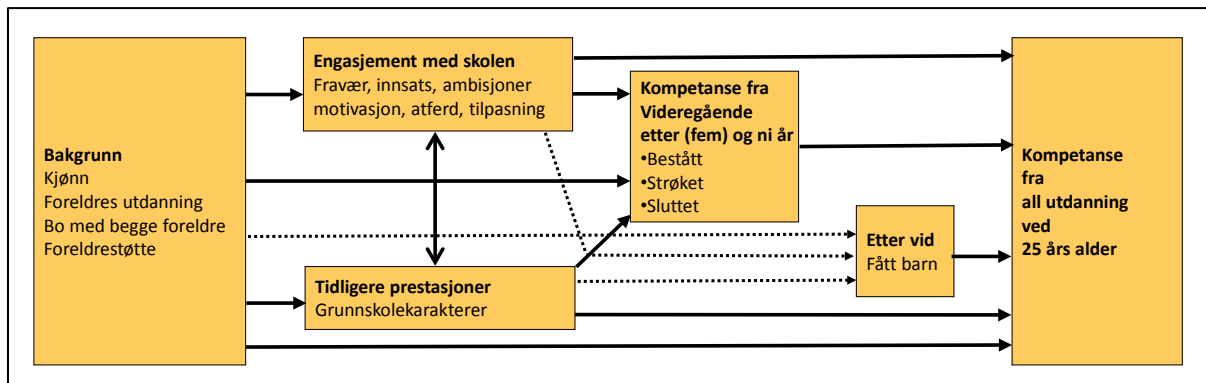 Bakgrunn
Kjønn
Foreldres utdanning
Bo med begge foreldre
Foreldrestøtte
Engasjement med skolen
Fravær, innsats, ambisjoner
motivasjon, atferd, tilpasning
Tidligere prestasjoner
Grunnskolekarakterer
Kompetanse fra
Videregående
etter (fem) og ni år
•Bestått
•Strøket
•Sluttet
Etter vid
Fått barn
Kompetanse
fra
all utdanning
ved
25 års alder